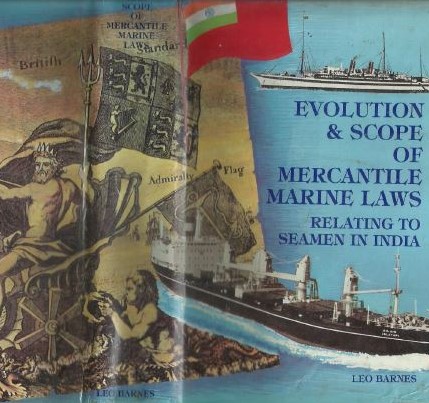 SCOPE
OF
MERCANTILE
MARINE
LAWS
Standar
British
Admiralty Flag
LEO BARNES
EVOLUTION
& SCOPE
OF
MERCANTILE
MARINE LAWS
RELATING TO
SEAMEN IN INDIA
LEO BARNES